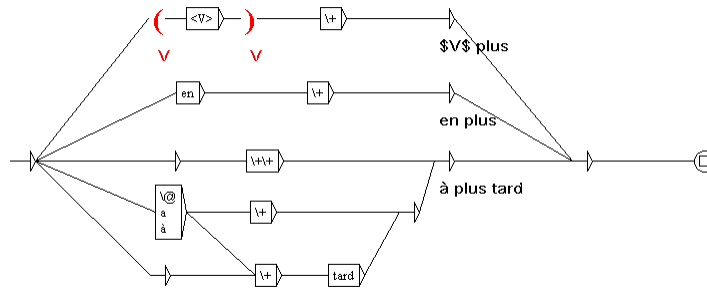 ( <V> ) \+
V V
$V$ plus
en \+
en plus
\++
\@
a
à
\+
à plus tard
\+ tard